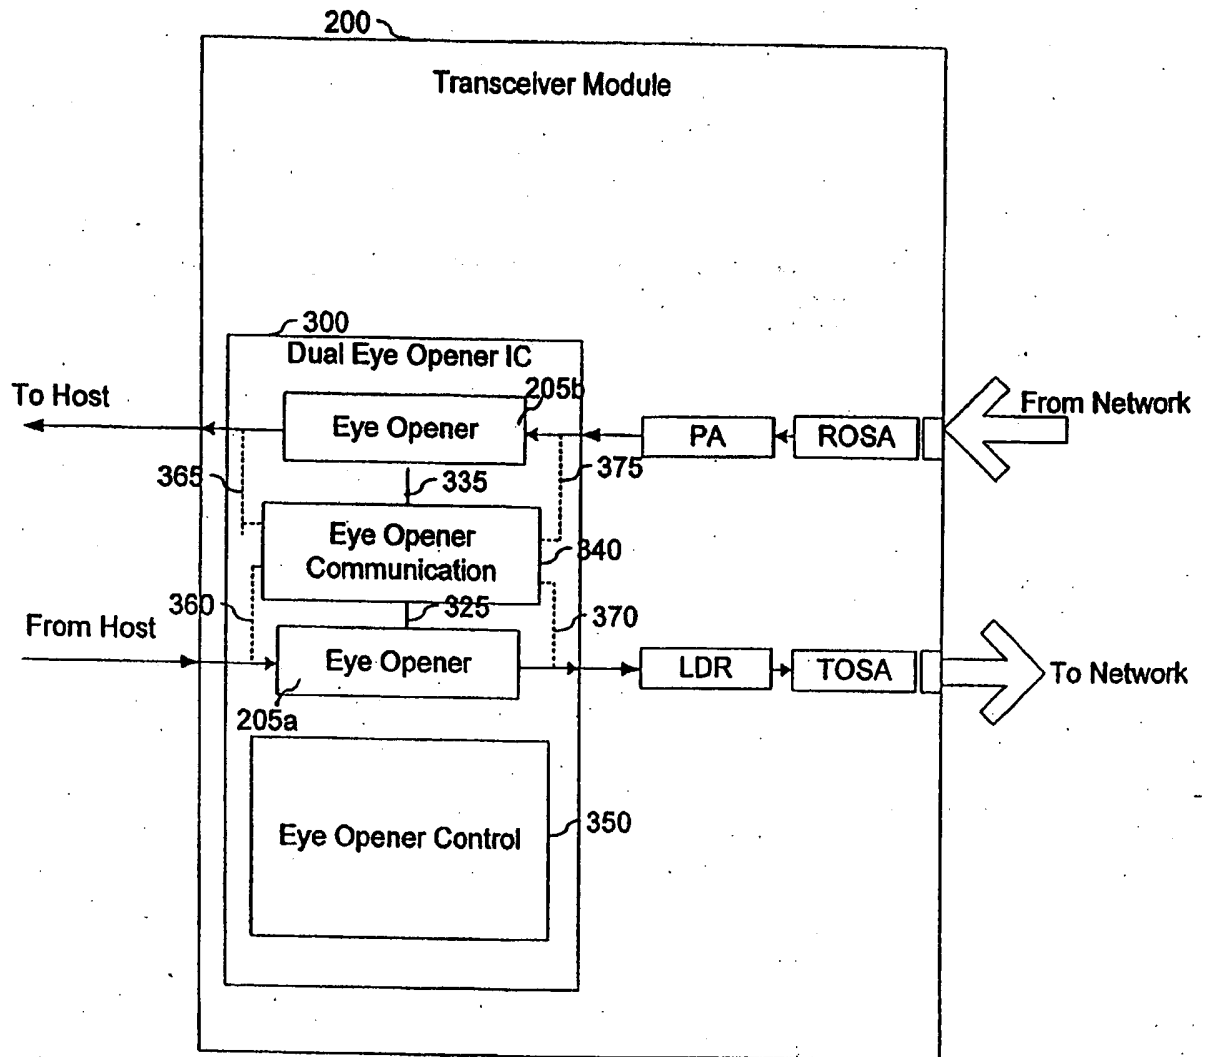 200
Transceiver Module
300
Dual Eye Opener IC
To Host
205b
Eye Opener
PA
ROSA
From Network
365
335
375
Eye Opener
Communication
340
360
325
370
From Host
Eye Opener
LDR
TOSA
To Network
205a
Eye Opener Control
350